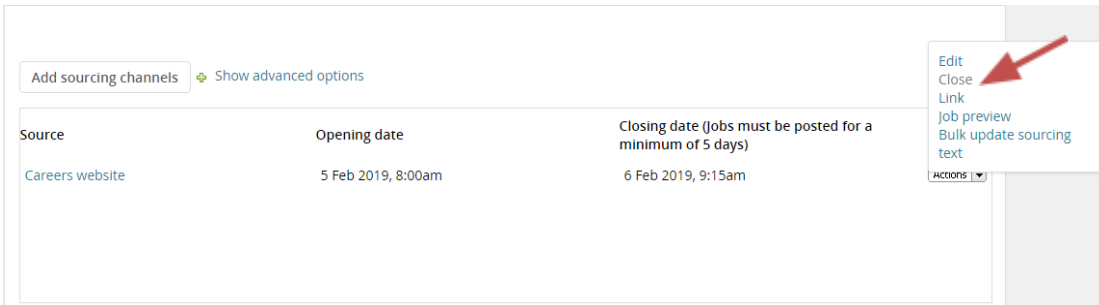 Add sourcing channels Show advanced options
Edit
Close
Link
Job preview
Bulk update sourcing
text
Source Opening date Closing date (Jobs must be posted for a
minimum of 5 days)
Careers website 5 Feb 2019, 8:00am 6 Feb 2019, 9:15am Actions